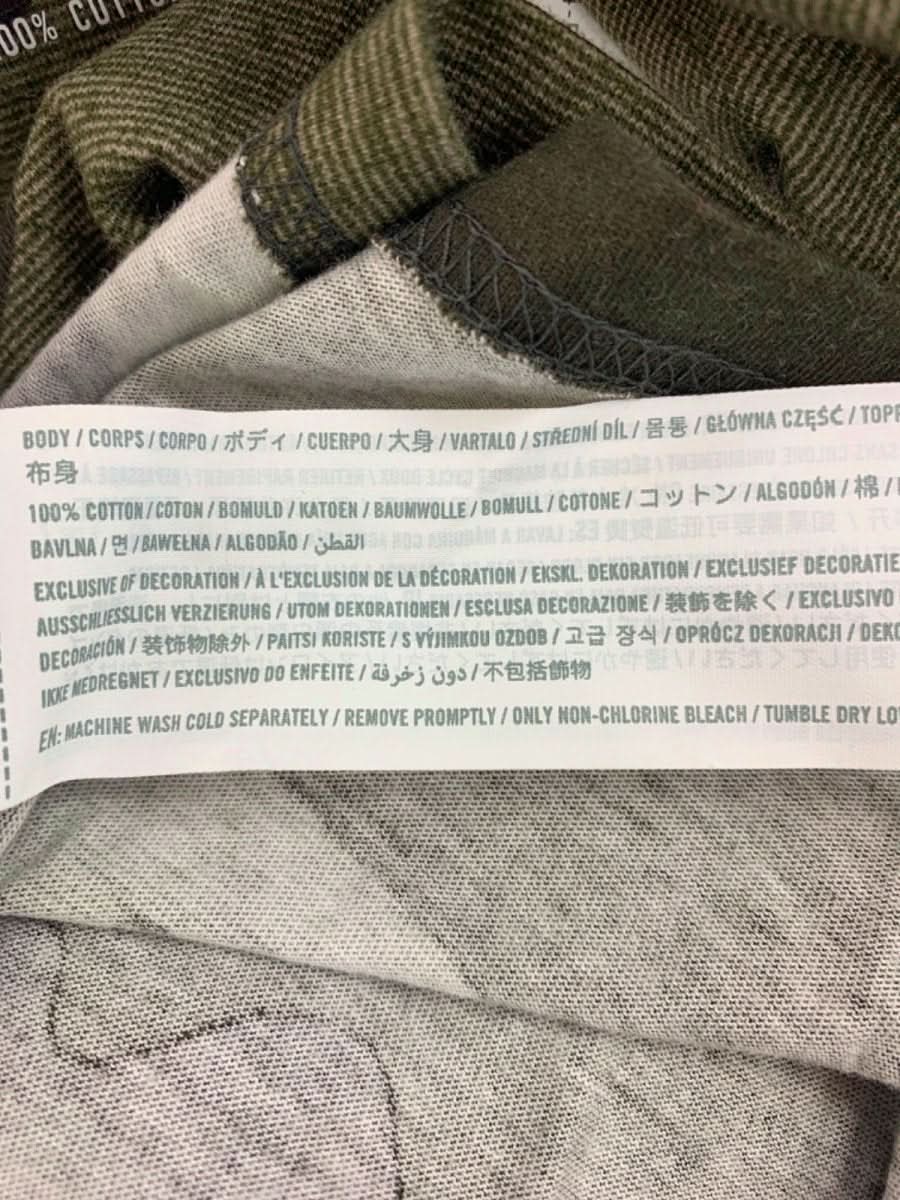 100% COTTO
BODY / CORPS / CORPO / ボディ / CUERPO / 大身 / VARTALO / STŘEDNÍ DÍL / 몸통 / GŁÓWNA CZĘŚĆ /
布身
100% COTTON / COTON / BOMULD / KATOEN / BAUMWOLLE / BOMULL / COTONE / コットン / ALGODÓN / 棉 /
BAVLNA / 면 / BAWEŁNA / ALGODÃO / القطن
EXCLUSIVE OF DECORATION / À L'EXCLUSION DE LA DÉCORATION / EKSKL. DEKORATION / EXCLUSIEF DECORATIE
AUSSCHLIESSLICH VERZIERUNG / UTOM DEKORATIONEN / ESCLUSA DECORAZIONE / 装飾を除く / EXCLUSIVO
DECORACIÓN / 装饰物除外 / PAITSI KORISTE / S VÝJIMKOU OZDOB / 고급 장식 / OPRÓCZ DEKORACJI / DEKO
IKKE MEDREGNET / EXCLUSIVO DO ENFEITE / دون زخرفة / 不包括飾物
EN: MACHINE WASH COLD SEPARATELY / REMOVE PROMPTLY / ONLY NON-CHLORINE BLEACH / TUMBLE DRY LO